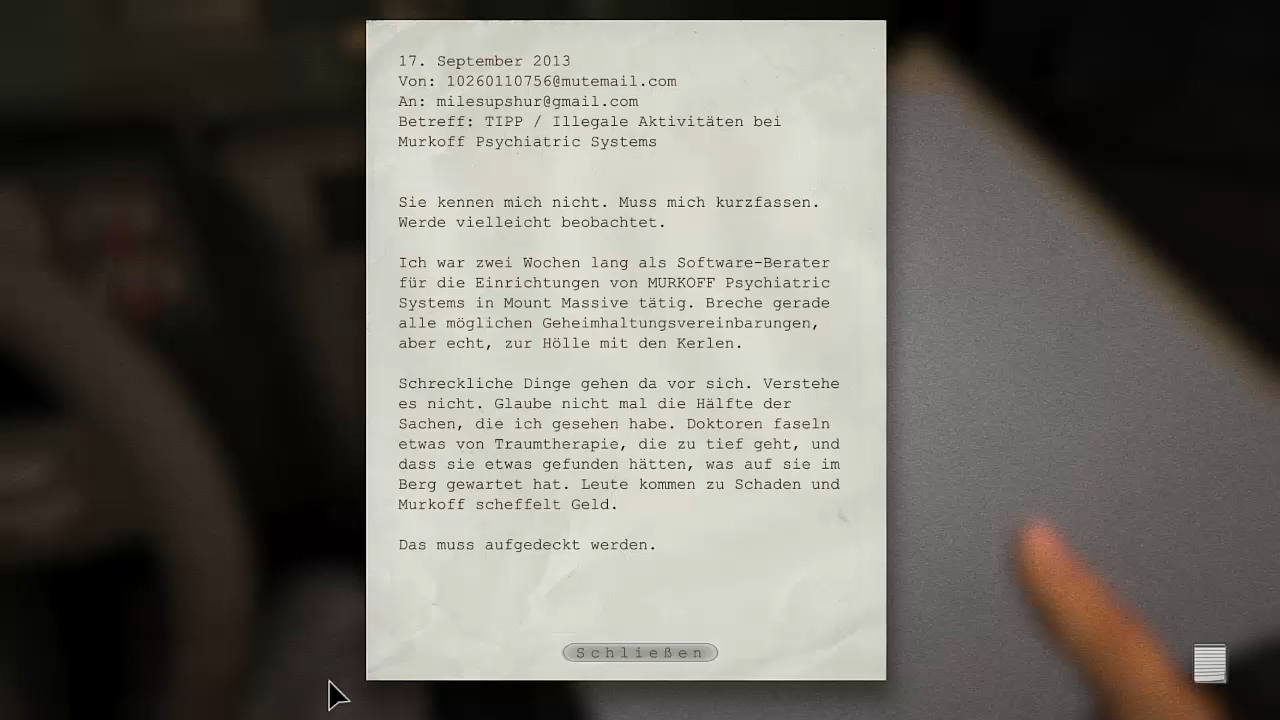 17. September 2013
Von: 10260110756@mutemail.com
An: milesupshur@gmail.com
Betreff: TIPP / Illegale Aktivitäten bei
Murkoff Psychiatric Systems
Sie kennen mich nicht. Muss mich kurzfassen.
Werde vielleicht beobachtet.
Ich war zwei Wochen lang als Software-Berater
für die Einrichtungen von MURKOFF Psychiatric
Systems in Mount Massive tätig. Breche gerade
alle möglichen Geheimhaltungsvereinbarungen,
aber echt, zur Hölle mit den Kerlen.
Schreckliche Dinge gehen da vor sich. Verstehe
es nicht. Glaube nicht mal die Hälfte der
Sachen, die ich gesehen habe. Doktoren faseln
etwas von Traumtherapie, die zu tief geht, und
dass sie etwas gefunden hätten, was auf sie im
Berg gewartet hat. Leute kommen zu Schaden und
Murkoff scheffelt Geld.
Das muss aufgedeckt werden.
Schließen